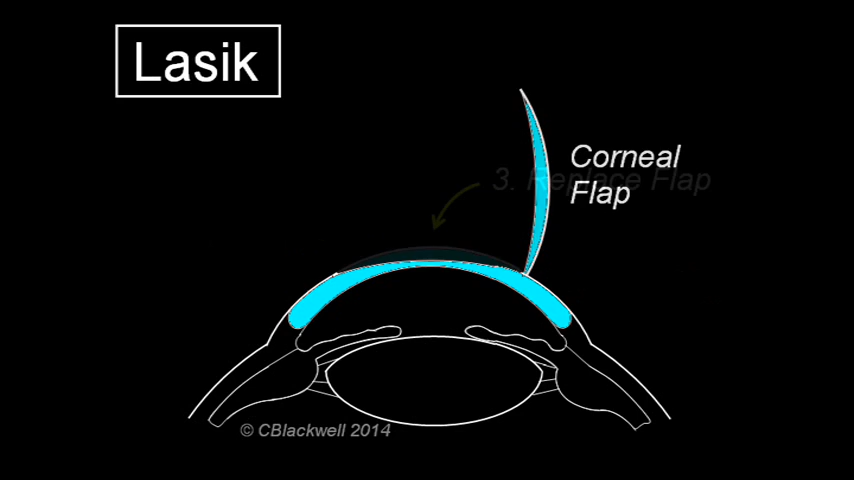 Lasik
Corneal
3. Replace Flap
Flap
© CBlackwell 2014